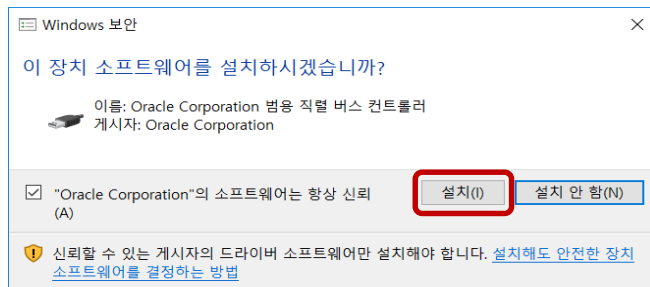 Windows 보안
이 장치 소프트웨어를 설치하시겠습니까?
이름: Oracle Corporation 범용 직렬 버스 컨트롤러
게시자: Oracle Corporation
"Oracle Corporation"의 소프트웨어는 항상 신뢰
(A)
설치(I)
설치 안 함(N)
신뢰할 수 있는 게시자의 드라이버 소프트웨어만 설치해야 합니다. 설치해도 안전한 장치
소프트웨어를 결정하는 방법